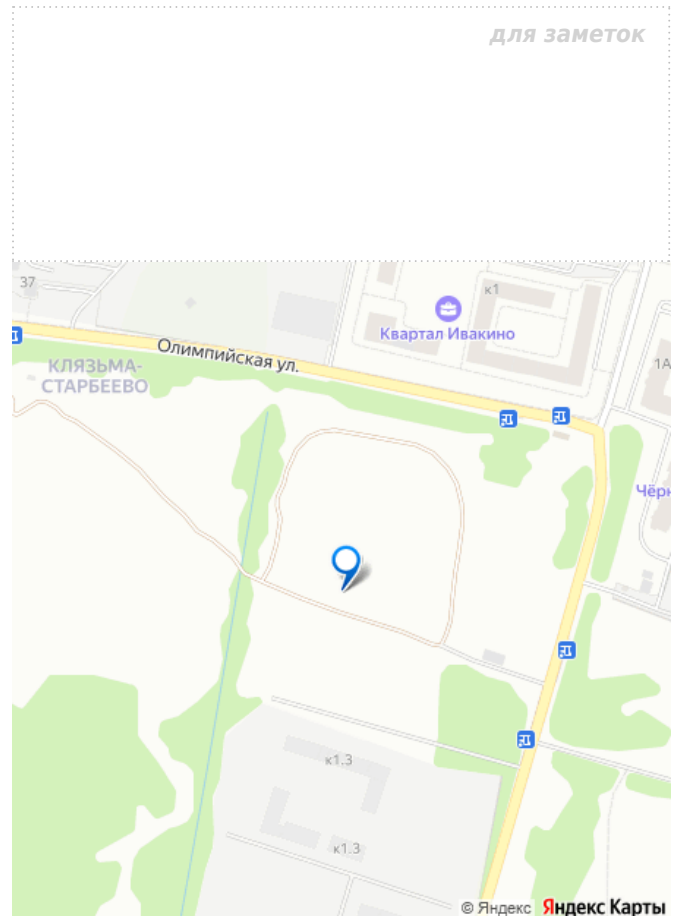 для заметок
37
к1
Квартал Ивакино
Олимпийская ул.
КЛЯЗЬМА-
СТАРБЕЕВО
1А
к1.3
к1.3
© Яндекс Яндекс Карты